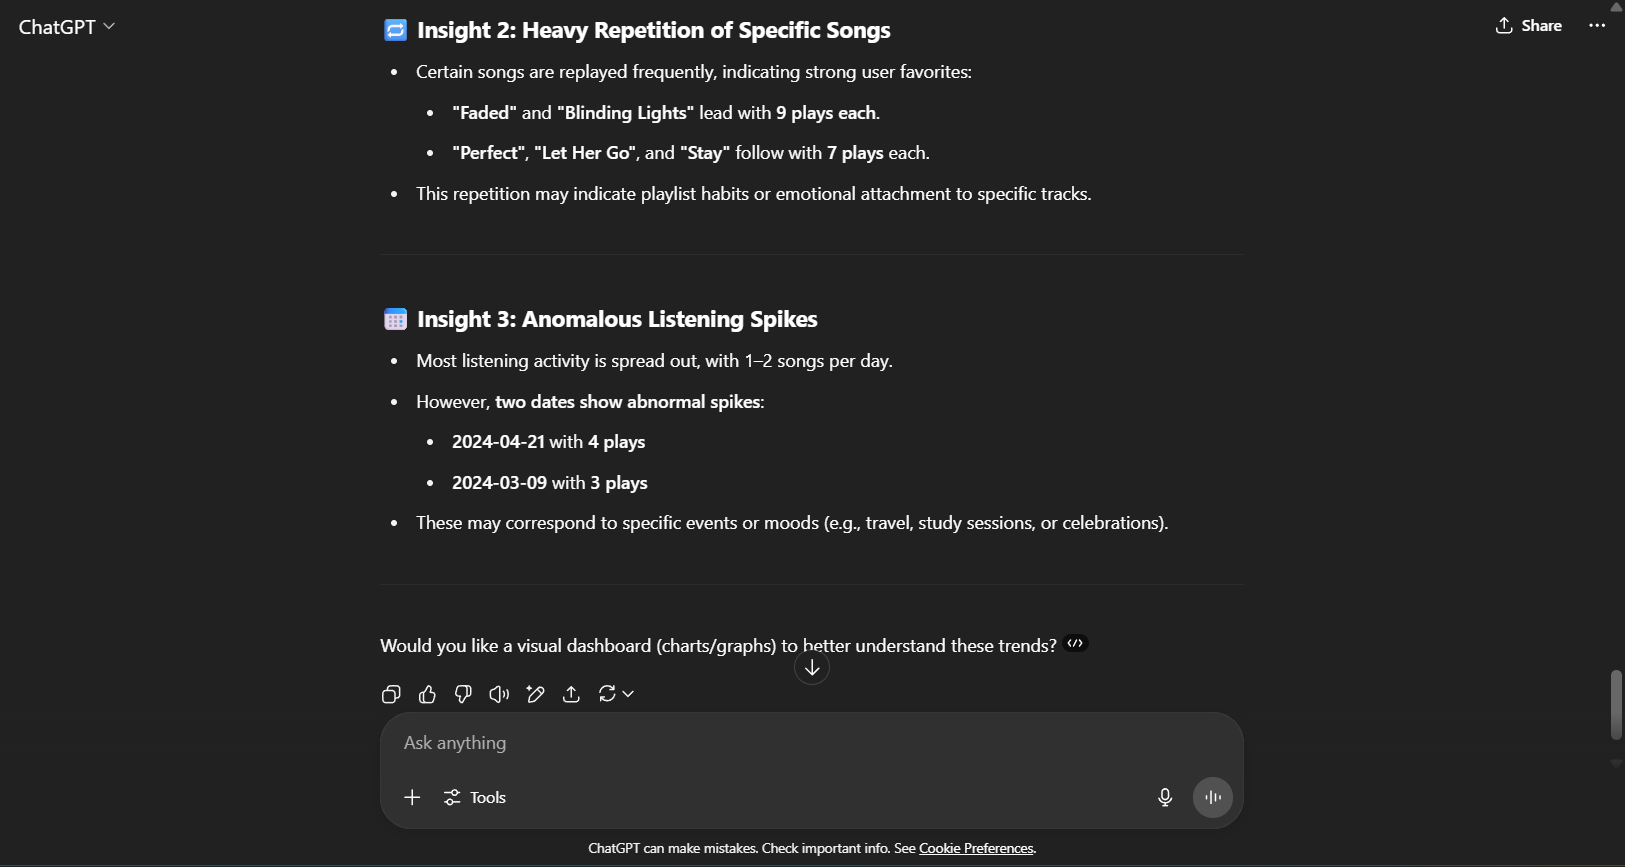 ChatGPT
Share
Insight 2: Heavy Repetition of Specific Songs
Certain songs are replayed frequently, indicating strong user favorites:
"Faded" and "Blinding Lights" lead with 9 plays each.
"Perfect", "Let Her Go", and "Stay" follow with 7 plays each.
This repetition may indicate playlist habits or emotional attachment to specific tracks.
Insight 3: Anomalous Listening Spikes
Most listening activity is spread out, with 1–2 songs per day.
However, two dates show abnormal spikes:
2024-04-21 with 4 plays
2024-03-09 with 3 plays
These may correspond to specific events or moods (e.g., travel, study sessions, or celebrations).
Would you like a visual dashboard (charts/graphs) to better understand these trends?
Ask anything
Tools
ChatGPT can make mistakes. Check important info. See Cookie Preferences.